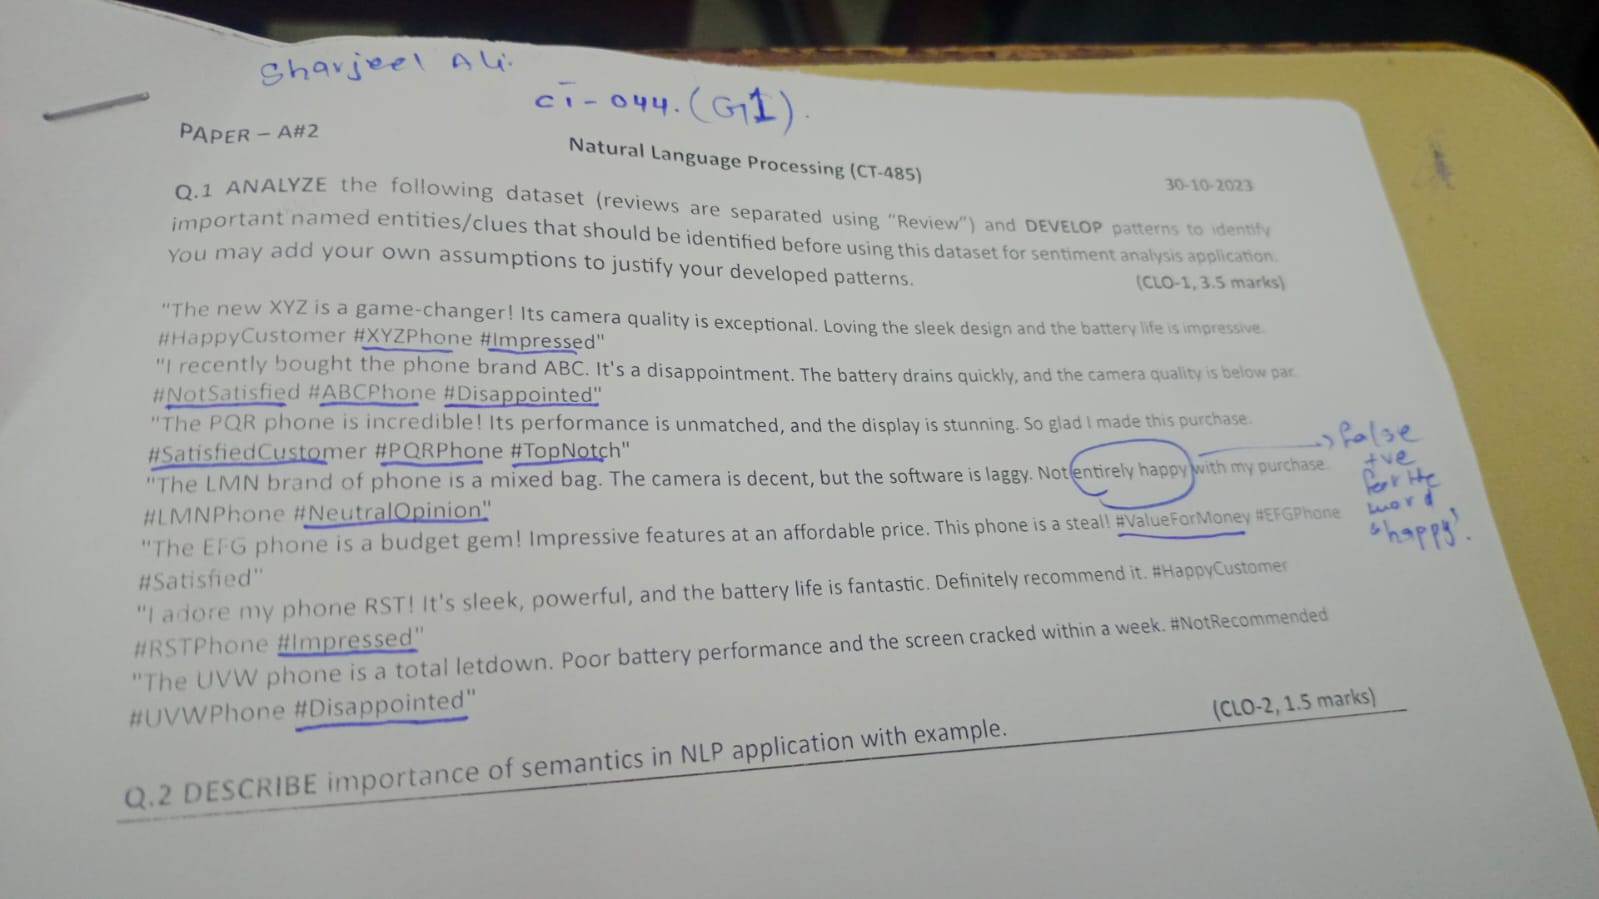 Sharjeel Ali.
CT-044. (G1).
PAPER – A#2
Natural Language Processing (CT-485)
30-10-2023
Q.1 ANALYZE the following dataset (reviews are separated using "Review") and DEVELOP patterns to identify
important named entities/clues that should be identified before using this dataset for sentiment analysis application.
You may add your own assumptions to justify your developed patterns.
(CLO-1, 3.5 marks)
"The new XYZ is a game-changer! Its camera quality is exceptional. Loving the sleek design and the battery life is impressive.
#HappyCustomer #XYZPhone #Impressed"
"I recently bought the phone brand ABC. It's a disappointment. The battery drains quickly, and the camera quality is below par.
#NotSatisfied #ABCPhone #Disappointed"
"The PQR phone is incredible! Its performance is unmatched, and the display is stunning. So glad I made this purchase.
#SatisfiedCustomer #PQRPhone #TopNotch"
"The LMN brand of phone is a mixed bag. The camera is decent, but the software is laggy. Not entirely happy with my purchase.
#LMNPhone #NeutralOpinion"
"The EFG phone is a budget gem! Impressive features at an affordable price. This phone is a steal! #ValueForMoney #EFGPhone
#Satisfied"
"I adore my phone RST! It's sleek, powerful, and the battery life is fantastic. Definitely recommend it. #HappyCustomer
#RSTPhone #Impressed"
"The UVW phone is a total letdown. Poor battery performance and the screen cracked within a week. #NotRecommended
#UVWPhone #Disappointed"
false
+ve
for the
word
'happy'.
(CLO-2, 1.5 marks)
Q.2 DESCRIBE importance of semantics in NLP application with example.